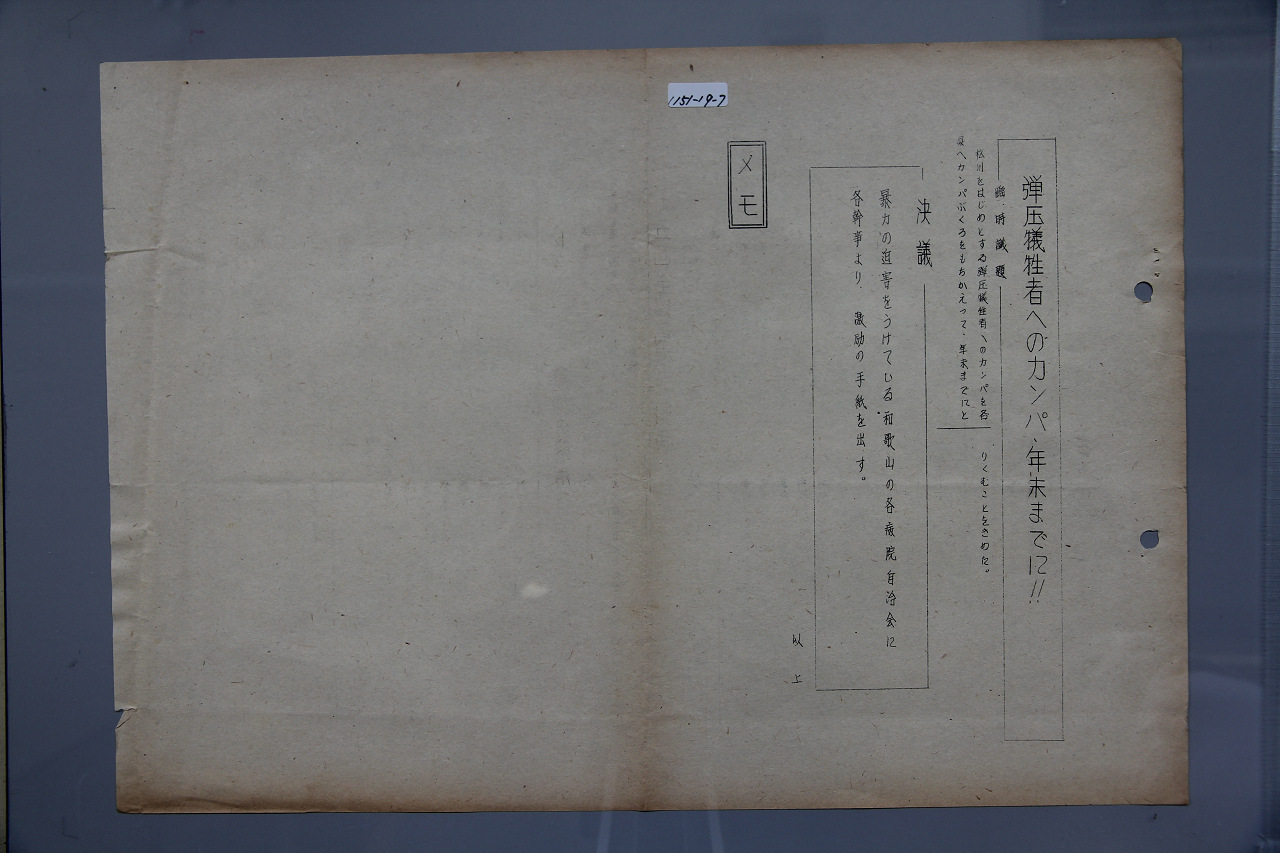 1151-19-7
弾圧犠牲者へのカンパ、年末までに!!
臨時議題
松川をはじめとする弾圧犠牲者へのカンパを各
県へカンパぶくろをもちかえって、年末までにと
りくむことをきめた。
決議
暴力の迫害をうけている和歌山の各病院自治会に
各幹事より、激励の手紙を出す。
以上
メモ